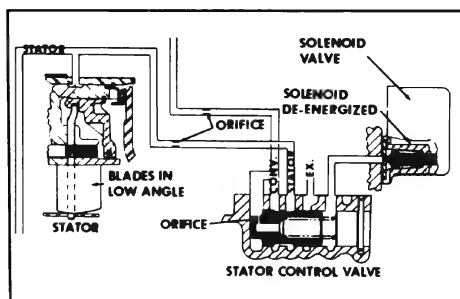 STATOR
SOLENOID
VALVE
SOLENOID
DE-ENERGIZED
ORIFICE
CONV.
STATOR
EX.
BLADES IN
LOW ANGLE
STATOR
ORIFICE
STATOR CONTROL VALVE